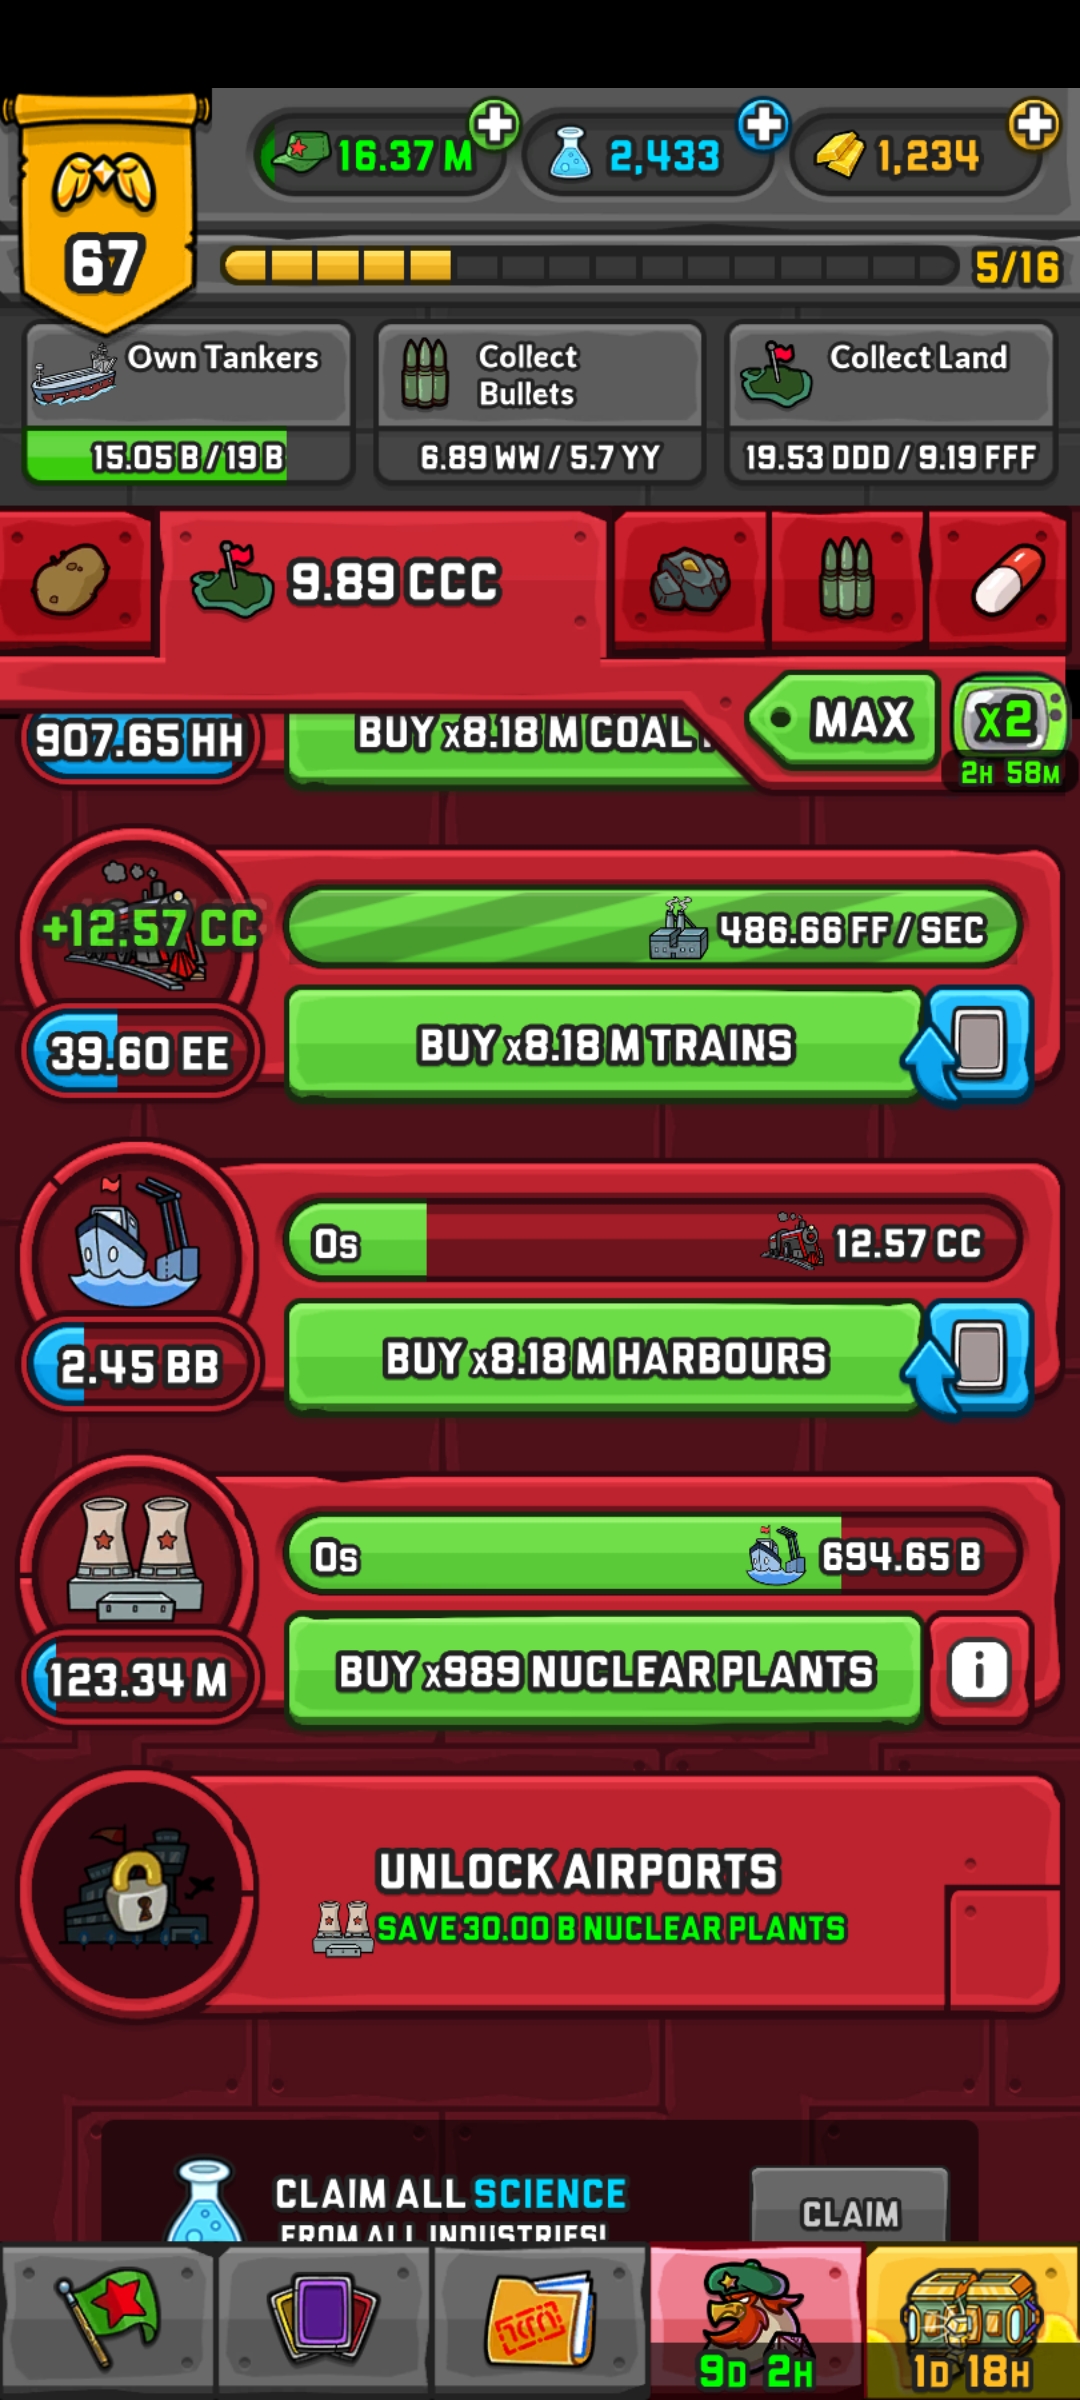 16.37 M
2,433
1,234
67
5/16
Own Tankers
15.05 B / 19 B
Collect
Bullets
6.89 WW / 5.7 YY
Collect Land
19.53 DDD / 9.19 FFF
9.89 CCC
MAX
x2
2H 58M
907.65 HH
BUY x8.18 M COAL
+12.57 CC
486.66 FF / SEC
39.60 EE
BUY x8.18 M TRAINS
0s
12.57 CC
2.45 BB
BUY x8.18 M HARBOURS
0s
694.65 B
123.34 M
BUY x989 NUCLEAR PLANTS
i
UNLOCK AIRPORTS
SAVE 30.00 B NUCLEAR PLANTS
CLAIM ALL SCIENCE
FROM ALL INDUSTRIES!
CLAIM
9D 2H
1D 18H